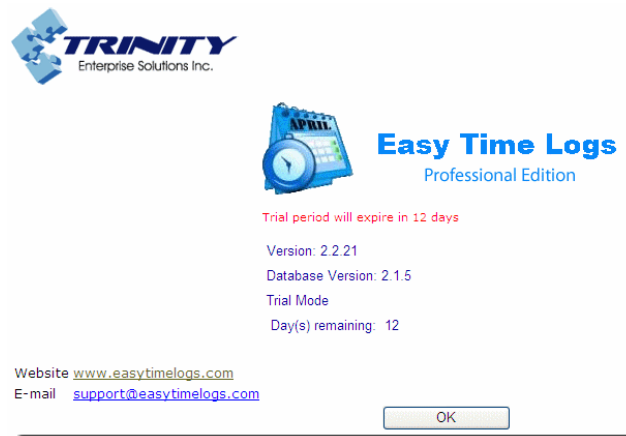 TRINITY
Enterprise Solutions Inc.
APRIL
Easy Time Logs
Professional Edition
Trial period will expire in 12 days
Version: 2.2.21
Database Version: 2.1.5
Trial Mode
Day(s) remaining: 12
Website www.easytimelogs.com
E-mail support@easytimelogs.com
OK